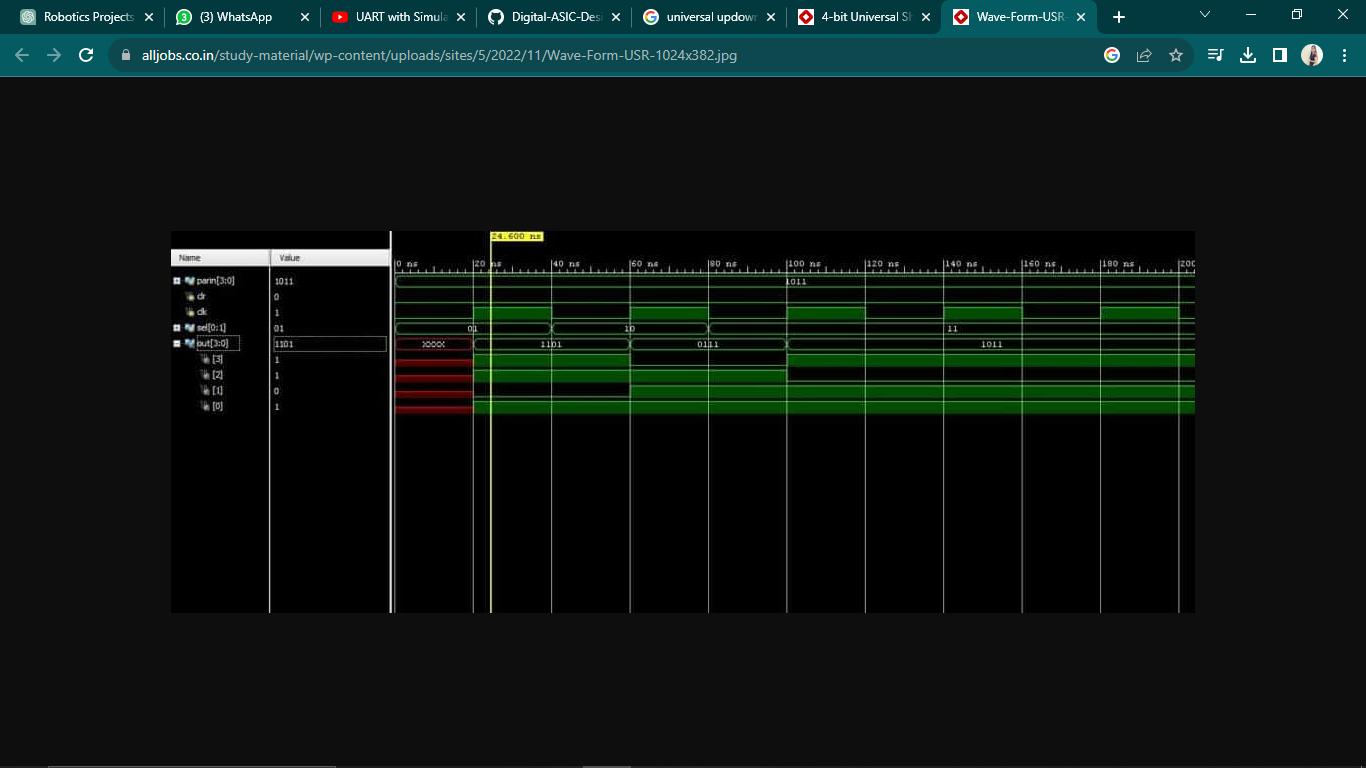 Robotics Projects
(3) WhatsApp
UART with Simula
Digital-ASIC-Desi
universal updow
4-bit Universal Sh
Wave-Form-USR-
alljobs.co.in/study-material/wp-content/uploads/sites/5/2022/11/Wave-Form-USR-1024x382.jpg
24.600 ns
Name Value
0 ns 20 ns 40 ns 60 ns 80 ns 100 ns 120 ns 140 ns 160 ns 180 ns 200
parin[3:0] 1011 1011
clr 0
clk 1
sel[0:1] 01 01 10 11
out[3:0] 1101 XXXX 1101 0111 1011
[3] 1
[2] 1
[1] 0
[0] 1